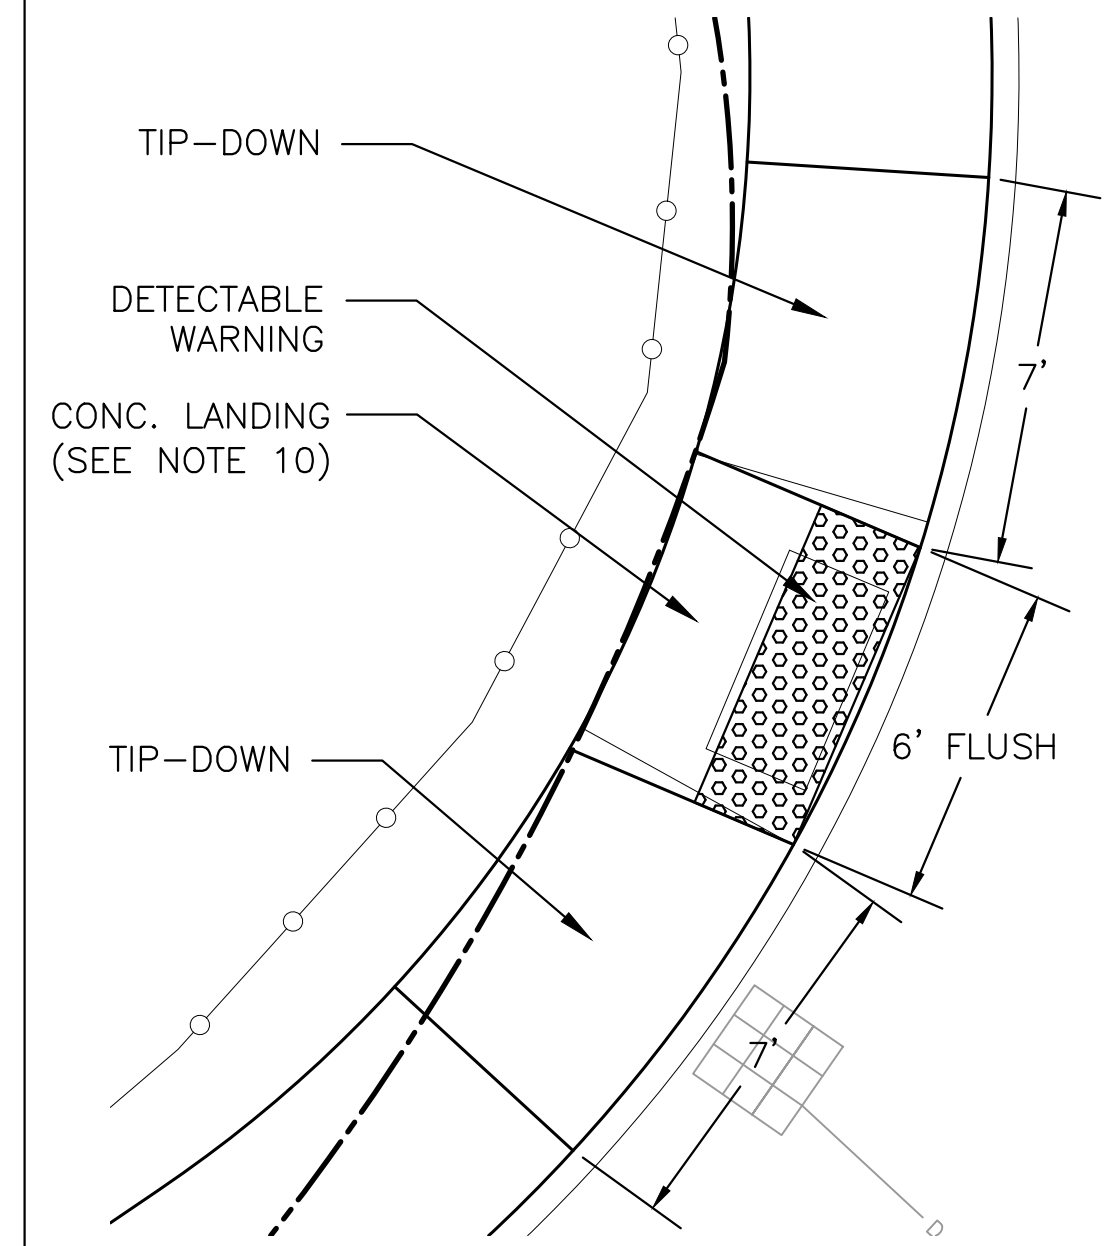 TIP-DOWN
DETECTABLE
WARNING
CONC. LANDING
(SEE NOTE 10)
7'
TIP-DOWN
6' FLUSH
7'
D